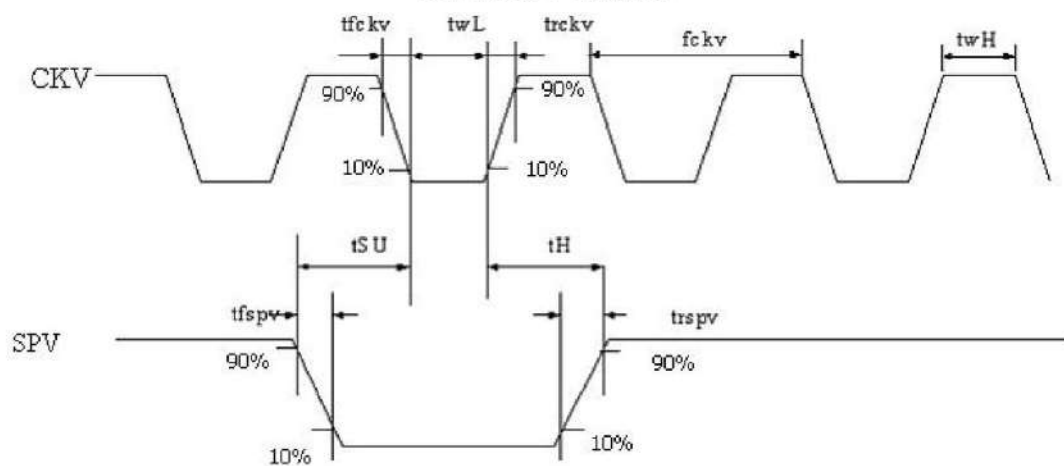 tfckv twL trckv fckv twH
CKV
90% 90%
10% 10%
tSU tH
tfspv trspv
SPV
90% 90%
10% 10%